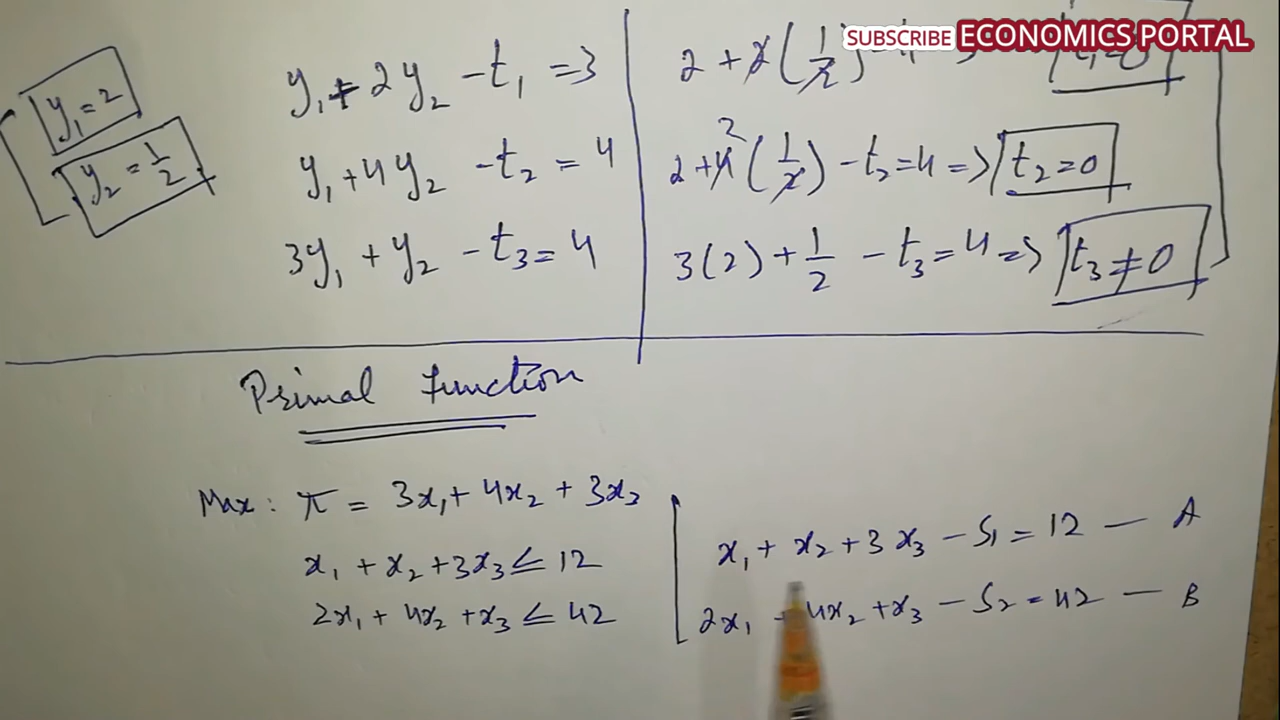 SUBSCRIBE ECONOMICS PORTAL
y₁ = 2
y₂ = 1/2
y₁ + 2y₂ - t₁ = 3
y₁ + 4y₂ - t₂ = 4
3y₁ + y₂ - t₃ = 4
2 + 2(1/2)
2 + 4(1/2) - t₂ = 4 => t₂ = 0
2
3(2) + 1/2 - t₃ = 4 => t₃ ≠ 0
Primal Function
Max: π = 3x₁ + 4x₂ + 3x₃
x₁ + x₂ + 3x₃ ≤ 12
2x₁ + 4x₂ + x₃ ≤ 42
x₁ + x₂ + 3x₃ - S₁ = 12 — A
2x₁ + 4x₂ + x₃ - S₂ = 42 — B